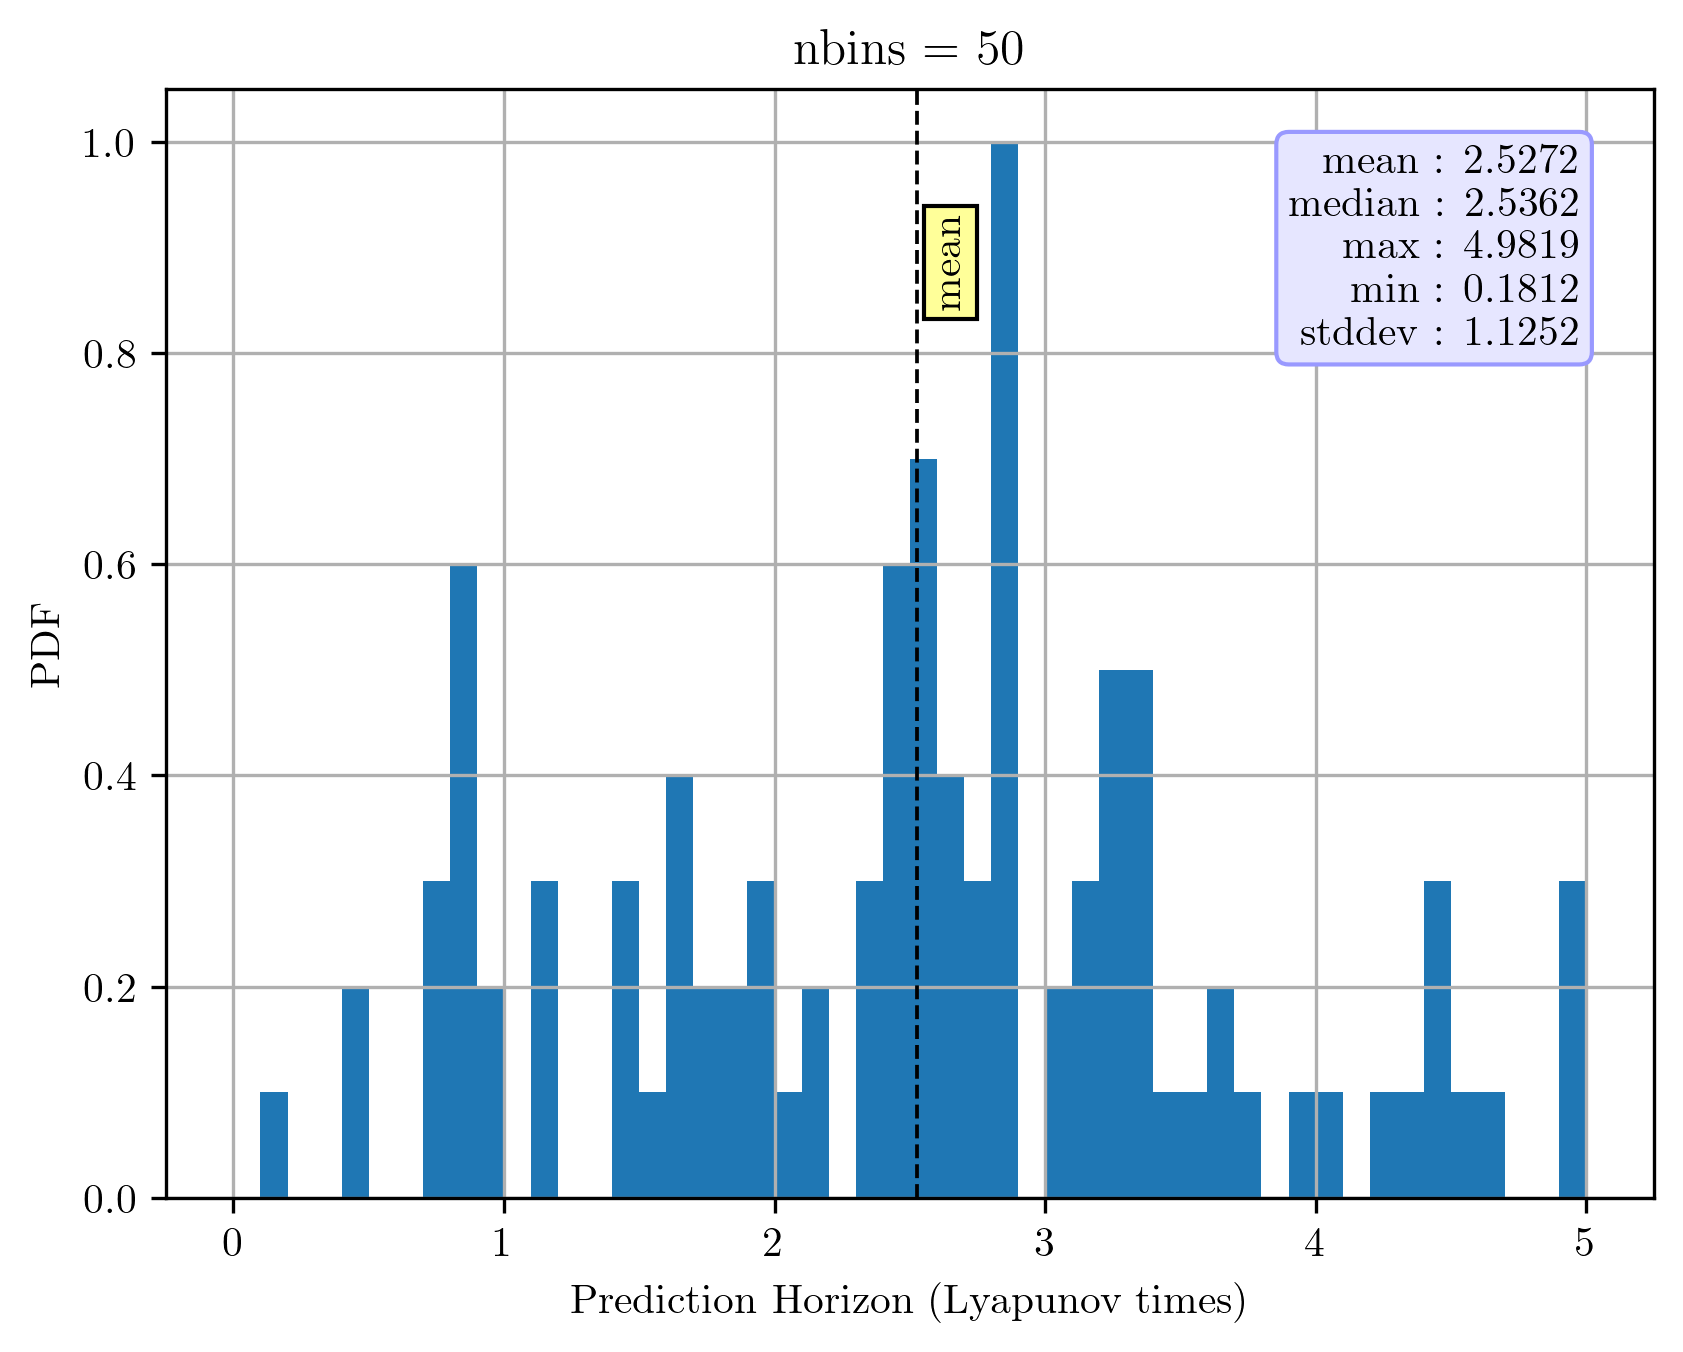 nbins = 50
1.0
0.8
0.6
0.4
0.2
0.0
PDF
mean
mean : 2.5272
median : 2.5362
max : 4.9819
min : 0.1812
stddev : 1.1252
0 1 2 3 4 5
Prediction Horizon (Lyapunov times)